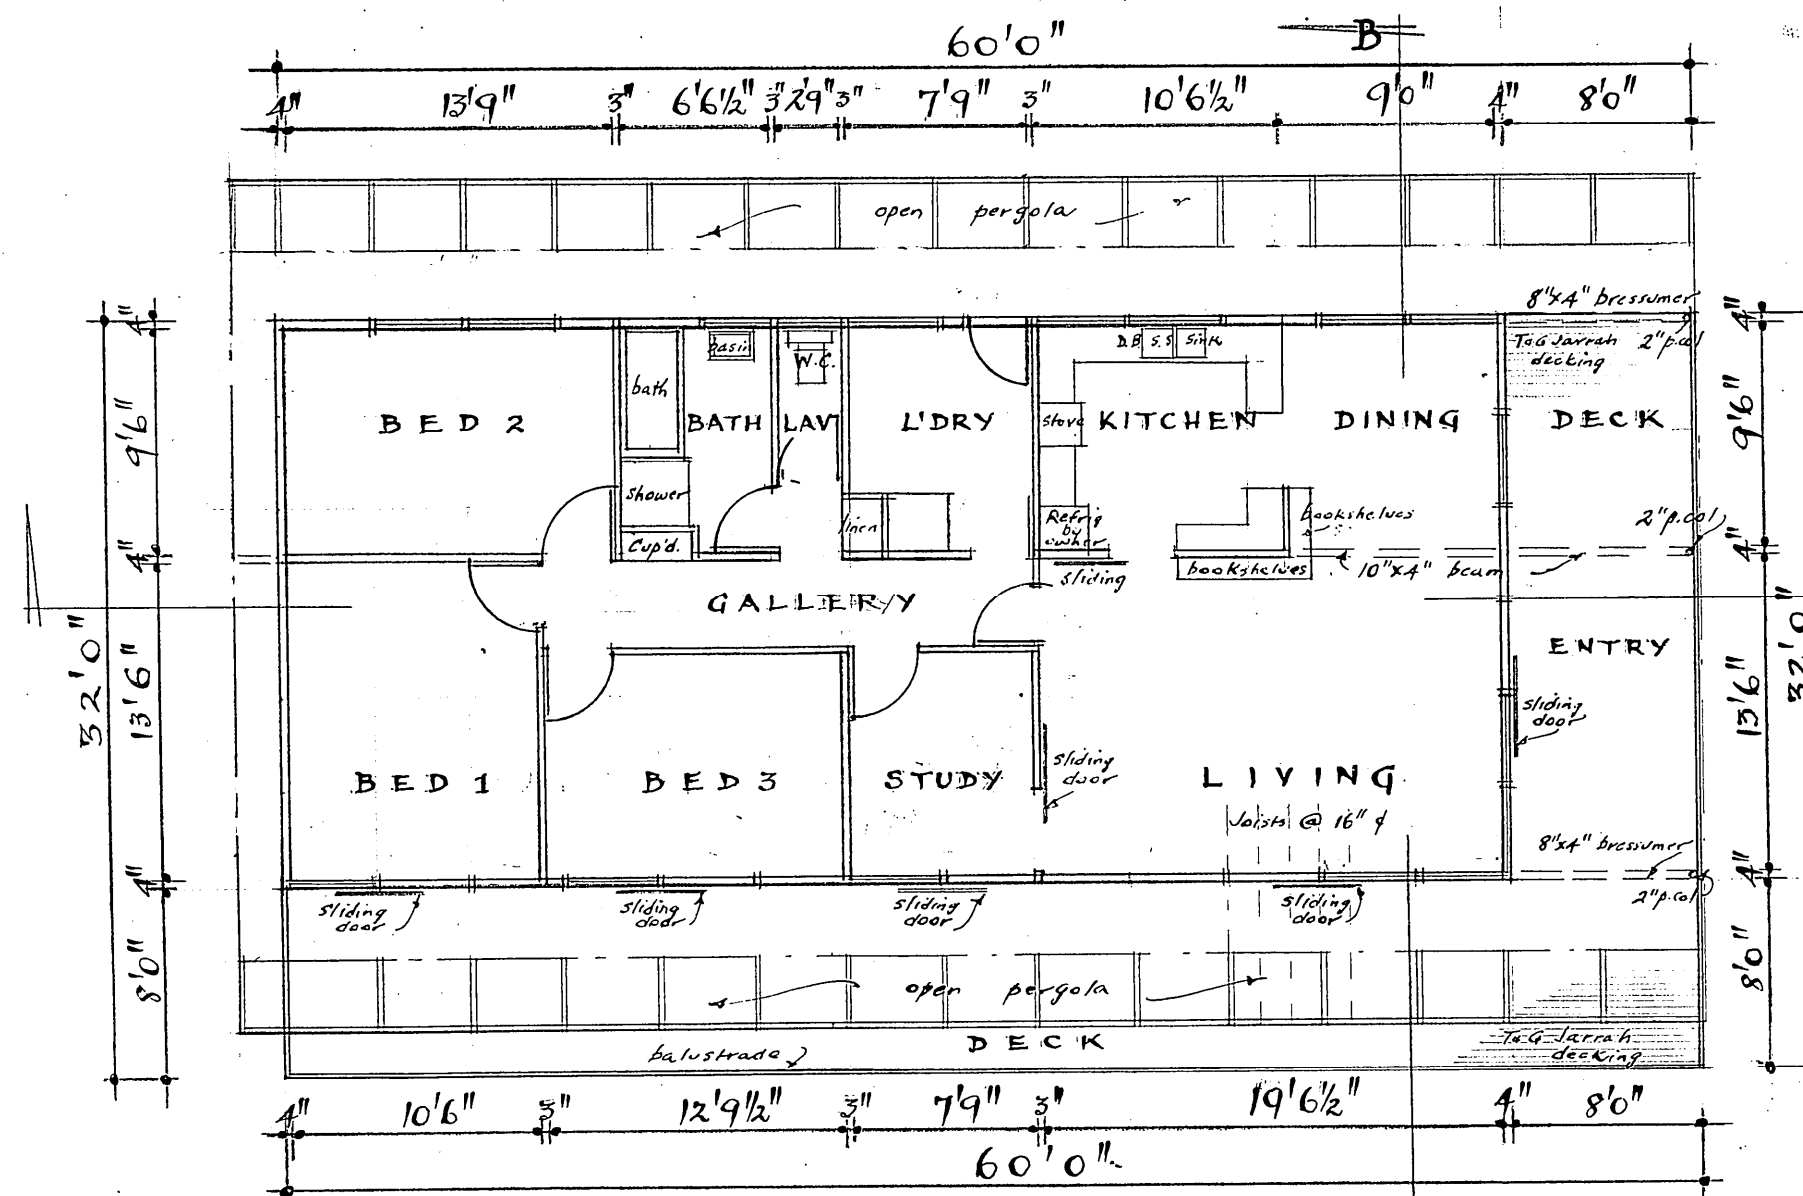 60'0" B
4" 13'9" 3" 6'6½" 3" 2'9" 3" 7'9" 3" 10'6½" 9'0" 4" 8'0"
open pergola
8"x4" bressumer
4" 4"
D.B S.S Sink
T&G Jarrah
decking
2"p.col
basin
W.C.
bath
9'6" BED 2 BATH LAV L'DRY stove KITCHEN DINING DECK 9'6"
shower
linen
Refrig
by
owner
bookshelves
2"p.col
Cup'd.
4" 4"
sliding
bookshelves
10"x4" beam
GALLERY
32'0" 13'6" ENTRY 13'6" 32'0"
sliding
door
BED 1 BED 3 STUDY
sliding
door
LIVING
Joists @ 16" ¢
8"x4" bressumer
4" 4"
2"p.col
sliding
door
sliding
door
sliding
door
sliding
door
8'0" open pergola 8'0"
balustrade DECK
T&G Jarrah
decking
4" 10'6" 3" 12'9½" 3" 7'9" 3" 19'6½" 4" 8'0"
60'0"